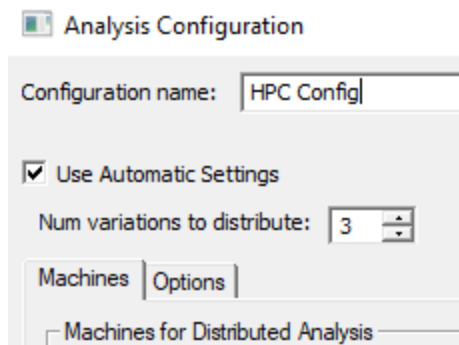 Analysis Configuration
Configuration name: HPC Config
Use Automatic Settings
Num variations to distribute: 3
Machines Options
Machines for Distributed Analysis